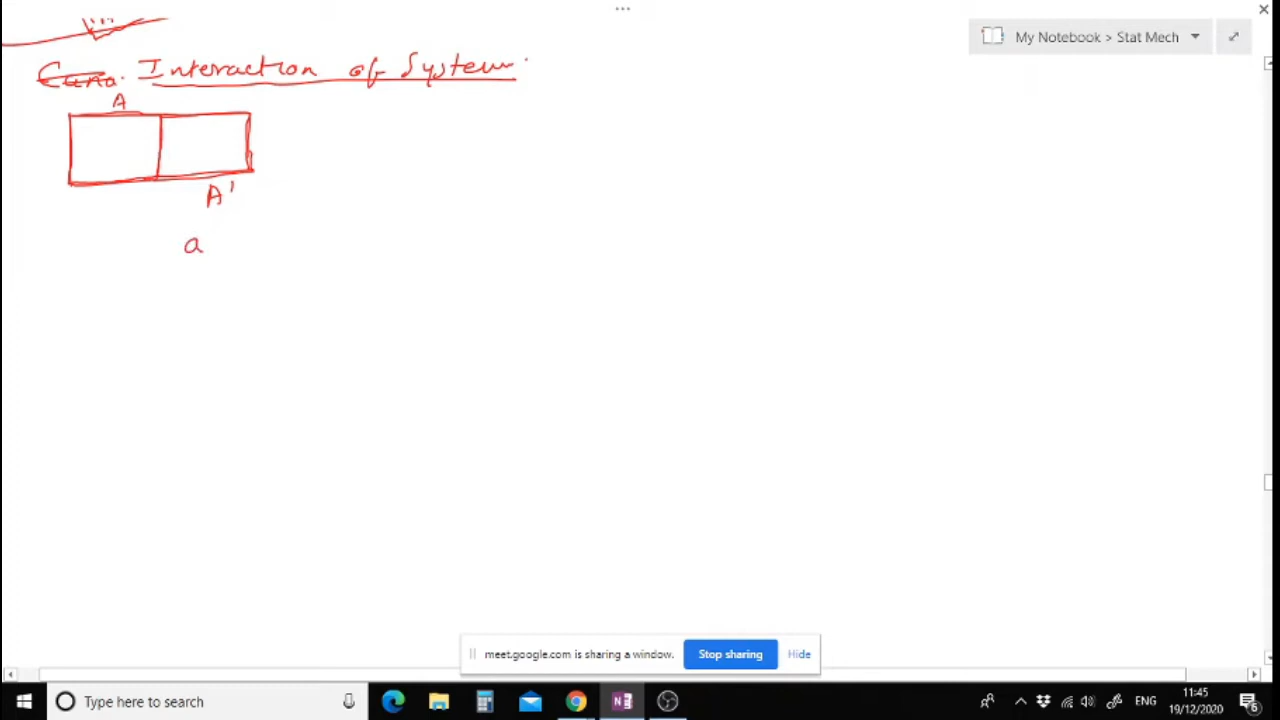 ...
My Notebook > Stat Mech
Interaction of System
A
A'
a
meet.google.com is sharing a window.
Stop sharing
Hide
Type here to search
ENG
11:45
19/12/2020
6